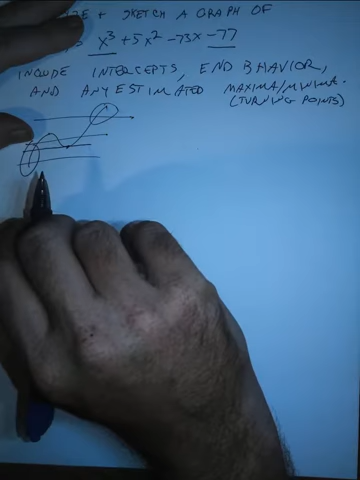 + SKETCH A GRAPH OF
x³ + 5x² - 73x - 77
INCLUDE INTERCEPTS, END BEHAVIOR,
AND ANY ESTIMATED MAXIMA/MINIMA.
(TURNING POINTS)